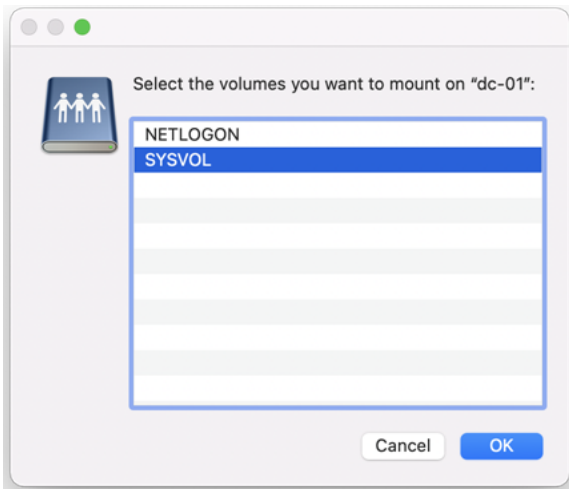 Select the volumes you want to mount on “dc-01”:
NETLOGON
SYSVOL
Cancel
OK